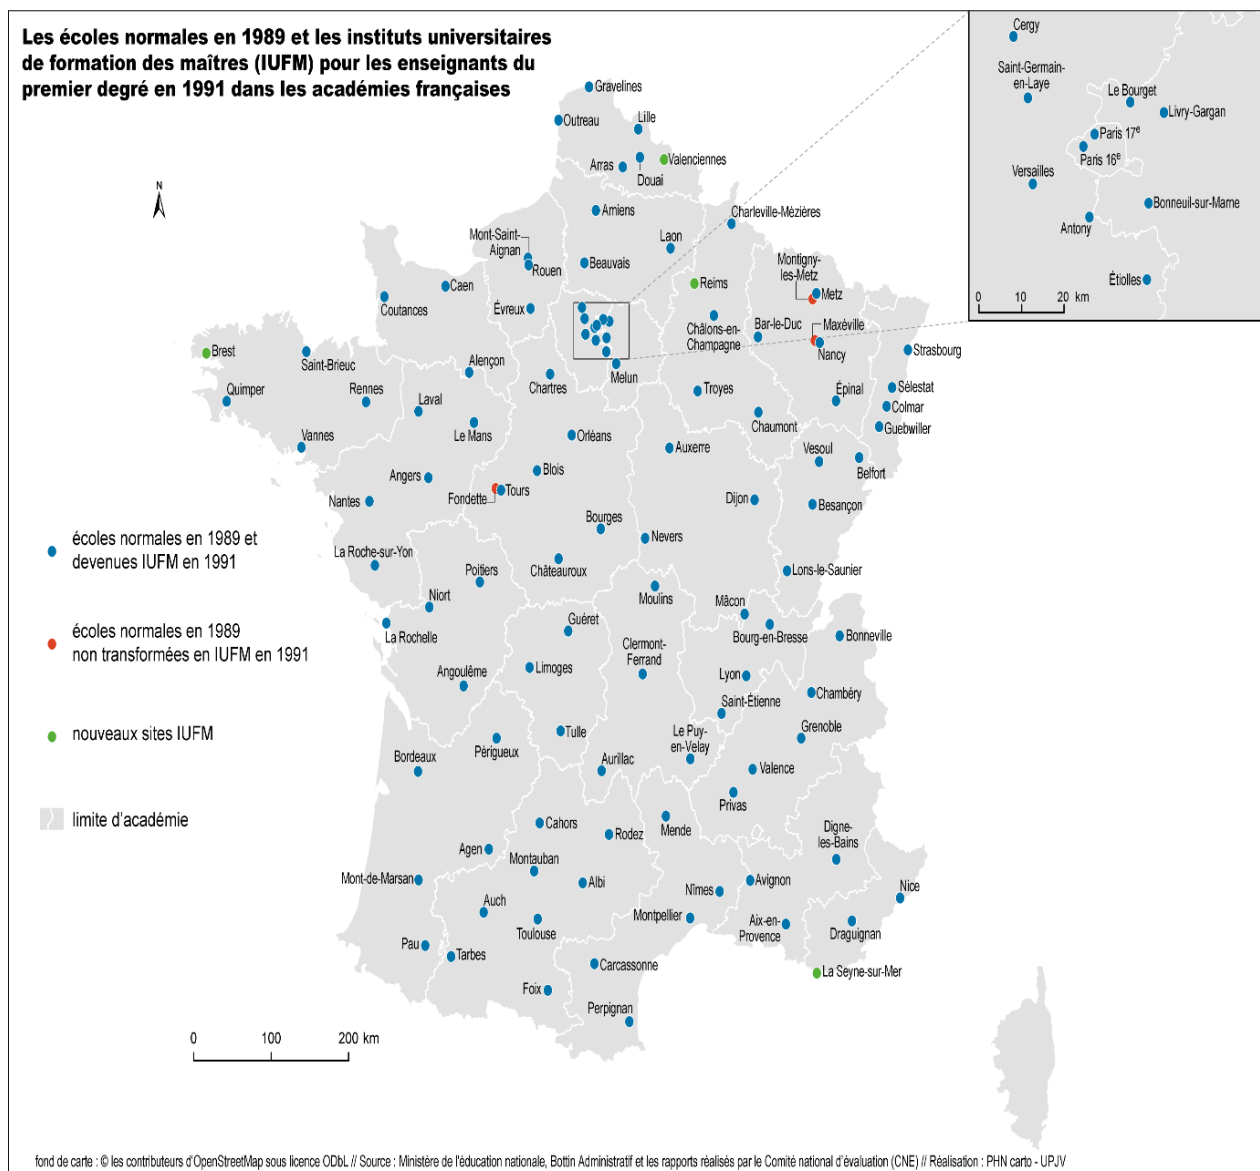 Les écoles normales en 1989 et les instituts universitaires
de formation des maîtres (IUFM) pour les enseignants du
premier degré en 1991 dans les académies françaises
Cergy
Saint-Germain-
en-Laye
Le Bourget
Livry-Gargan
Paris 17e
Paris 16e
Versailles
Bonneuil-sur-Marne
Antony
Étiolles
0 10 20 km
N
Gravelines
Outreau
Lille
Valenciennes
Arras
Douai
Amiens
Charleville-Mézières
Mont-Saint-
Aignan
Laon
Rouen
Beauvais
Montigny-
les-Metz
Metz
Reims
Caen
Coutances
Évreux
Châlons-en-
Champagne
Bar-le-Duc
Maxéville
Nancy
Strasbourg
Brest
Saint-Brieuc
Alençon
Melun
Chartres
Quimper
Rennes
Laval
Troyes
Épinal
Sélestat
Colmar
Chaumont
Guebwiller
Le Mans
Orléans
Vannes
Auxerre
Vesoul
Belfort
Angers
Blois
Nantes
Fondette
Tours
Dijon
Besançon
Bourges
Nevers
La Roche-sur-Yon
Poitiers
Châteauroux
Lons-le-Saunier
Niort
Moulins
Mâcon
La Rochelle
Guéret
Bourg-en-Bresse
Bonneville
Clermont-
Ferrand
Limoges
Angoulême
Lyon
Chambéry
Saint-Étienne
Grenoble
Tulle
Le Puy-
en-Velay
Périgueux
Bordeaux
Aurillac
Valence
Privas
Cahors
Rodez
Mende
Digne-
les-Bains
Agen
Montauban
Mont-de-Marsan
Albi
Nîmes
Avignon
Nice
Auch
Toulouse
Montpellier
Aix-en-
Provence
Draguignan
Pau
Tarbes
Carcassonne
La Seyne-sur-Mer
Foix
Perpignan
écoles normales en 1989 et
devenues IUFM en 1991
écoles normales en 1989
non transformées en IUFM en 1991
nouveaux sites IUFM
limite d'académie
0 100 200 km
fond de carte : © les contributeurs d'OpenStreetMap sous licence ODbL // Source : Ministère de l'éducation nationale, Bottin Administratif et les rapports réalisés par le Comité national d'évaluation (CNE) // Réalisation : PHN carto - UPJV